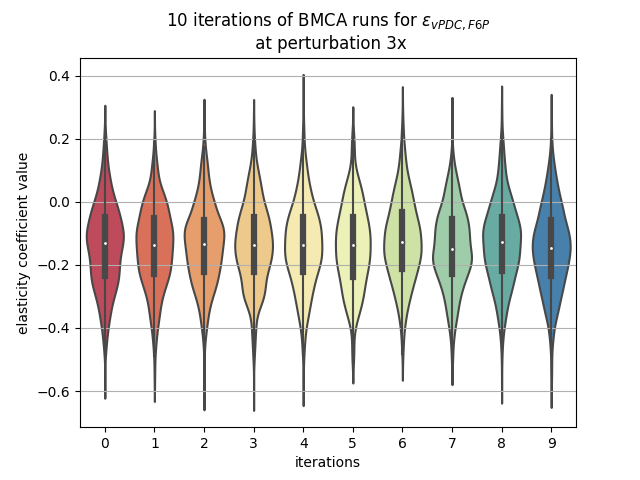 10 iterations of BMCA runs for ε_{vPDC, F6P}
at perturbation 3x
elasticity coefficient value
0.4
0.2
0.0
−0.2
−0.4
−0.6
0 1 2 3 4 5 6 7 8 9
iterations